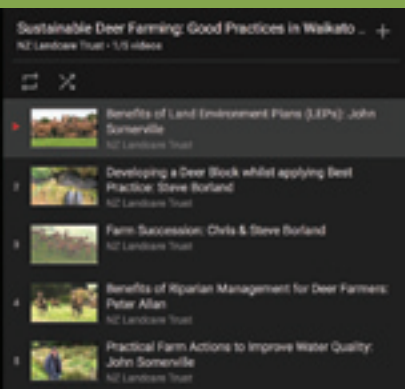 Sustainable Deer Farming: Good Practices in Waikato ...
NZ Landcare Trust - 1/5 videos
Benefits of Land Environment Plans (LEPs): John
Somerville
NZ Landcare Trust
2
Developing a Deer Block whilst applying Best
Practice: Steve Borland
NZ Landcare Trust
3
Farm Succession: Chris & Steve Borland
NZ Landcare Trust
4
Benefits of Riparian Management for Deer Farmers:
Peter Allan
NZ Landcare Trust
5
Practical Farm Actions to Improve Water Quality:
John Somerville
NZ Landcare Trust